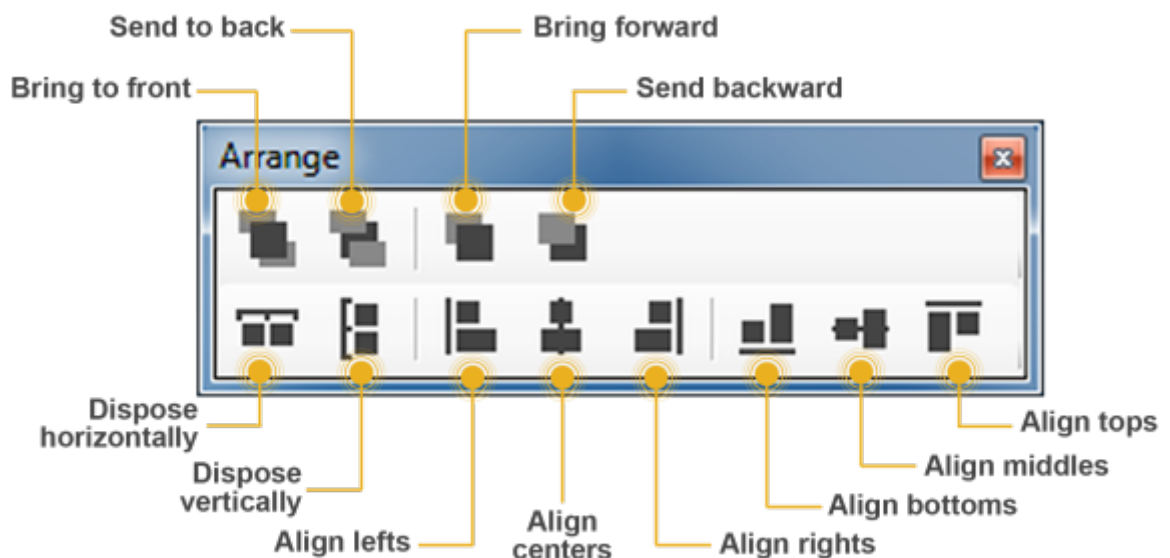 Send to back
Bring forward
Bring to front
Send backward
Arrange
Dispose
horizontally
Align tops
Dispose
vertically
Align middles
Align bottoms
Align lefts
Align
centers
Align rights